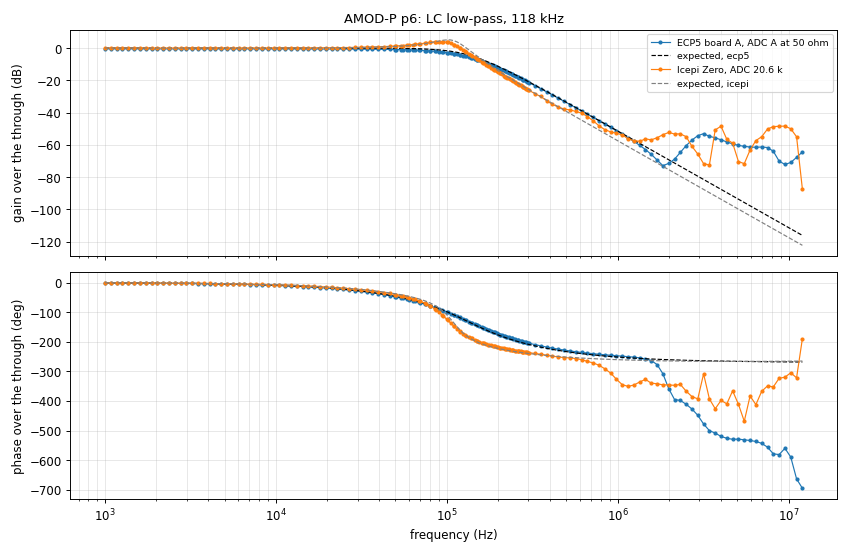 AMOD-P p6: LC low-pass, 118 kHz
gain over the through (dB)
0
−20
−40
−60
−80
−100
−120
ECP5 board A, ADC A at 50 ohm
expected, ecp5
Icepi Zero, ADC 20.6 k
expected, icepi
phase over the through (deg)
0
−100
−200
−300
−400
−500
−600
−700
10³
10⁴
10⁵
10⁶
10⁷
frequency (Hz)